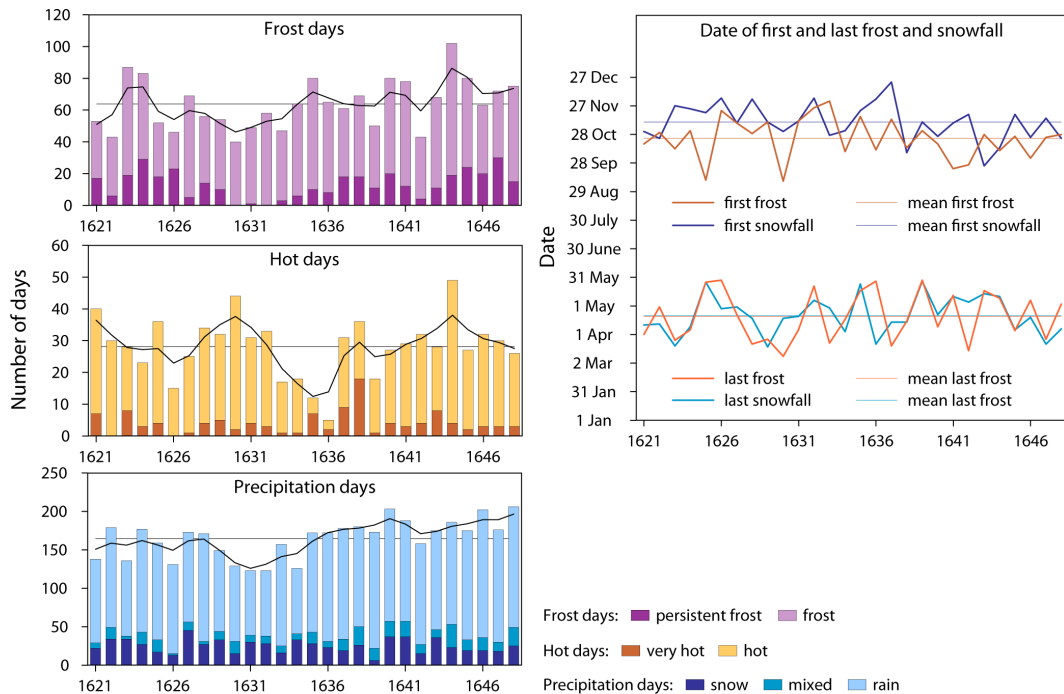 Number of days
Frost days
120
100
80
60
40
20
0
1621 1626 1631 1636 1641 1646
Hot days
60
50
40
30
20
10
0
1621 1626 1631 1636 1641 1646
Precipitation days
250
200
150
100
50
0
1621 1626 1631 1636 1641 1646
Date of first and last frost and snowfall
Date
27 Dec
27 Nov
28 Oct
28 Sep
29 Aug
30 July
30 June
31 May
1 May
1 Apr
2 Mar
31 Jan
1 Jan
first frost mean first frost
first snowfall mean first snowfall
last frost mean last frost
last snowfall mean last frost
1621 1626 1631 1636 1641 1646
Frost days: persistent frost frost
Hot days: very hot hot
Precipitation days: snow mixed rain